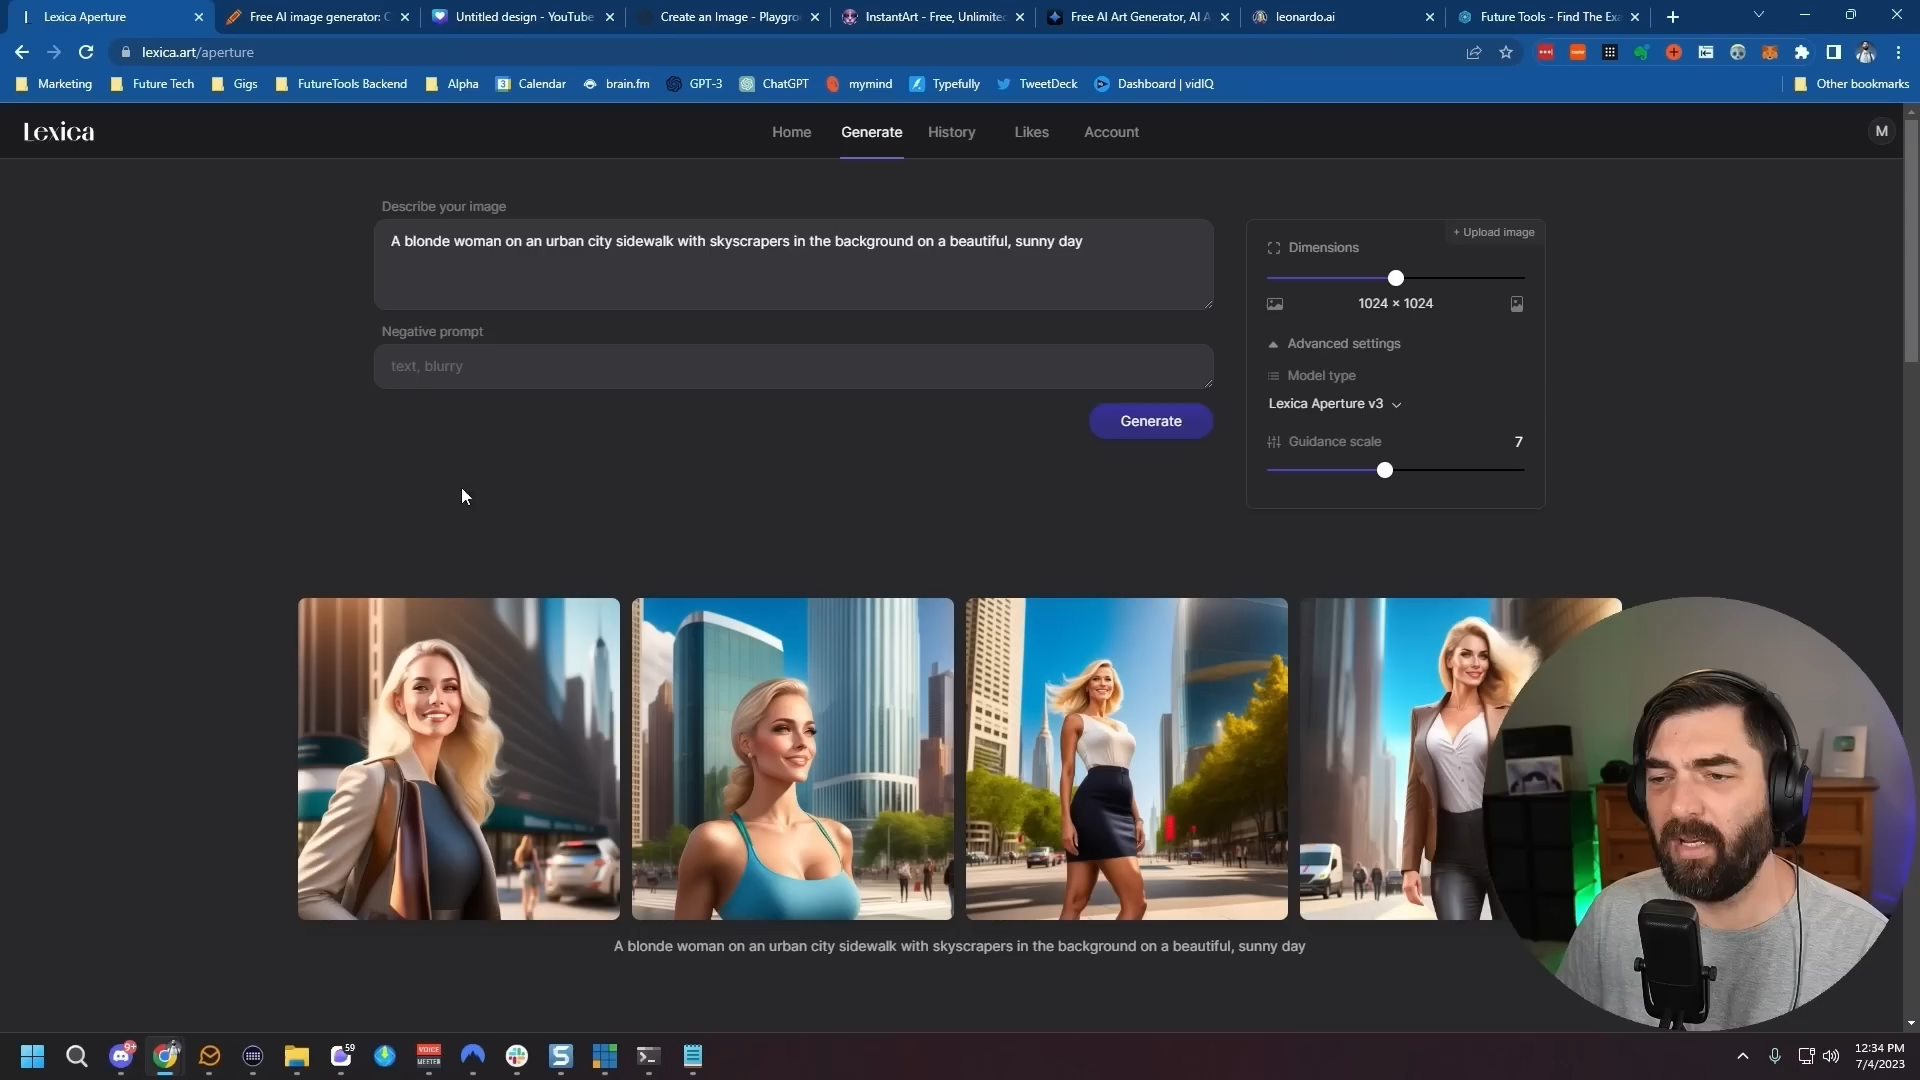 Lexica Aperture
Free AI image generator: C
Untitled design - YouTube
Create an Image - Playgro
InstantArt - Free, Unlimite
Free AI Art Generator, AI A
leonardo.ai
Future Tools - Find The Exa
lexica.art/aperture
Marketing
Future Tech
Gigs
FutureTools Backend
Alpha
Calendar
brain.fm
GPT-3
ChatGPT
mymind
Typefully
TweetDeck
Dashboard | vidIQ
Other bookmarks
Lexica
Home
Generate
History
Likes
Account
M
Describe your image
A blonde woman on an urban city sidewalk with skyscrapers in the background on a beautiful, sunny day
+ Upload image
Dimensions
1024 × 1024
Negative prompt
text, blurry
Advanced settings
Model type
Lexica Aperture v3
Generate
Guidance scale
7
A blonde woman on an urban city sidewalk with skyscrapers in the background on a beautiful, sunny day
9+
59
VOICE
MEETER
12:34 PM
7/4/2023